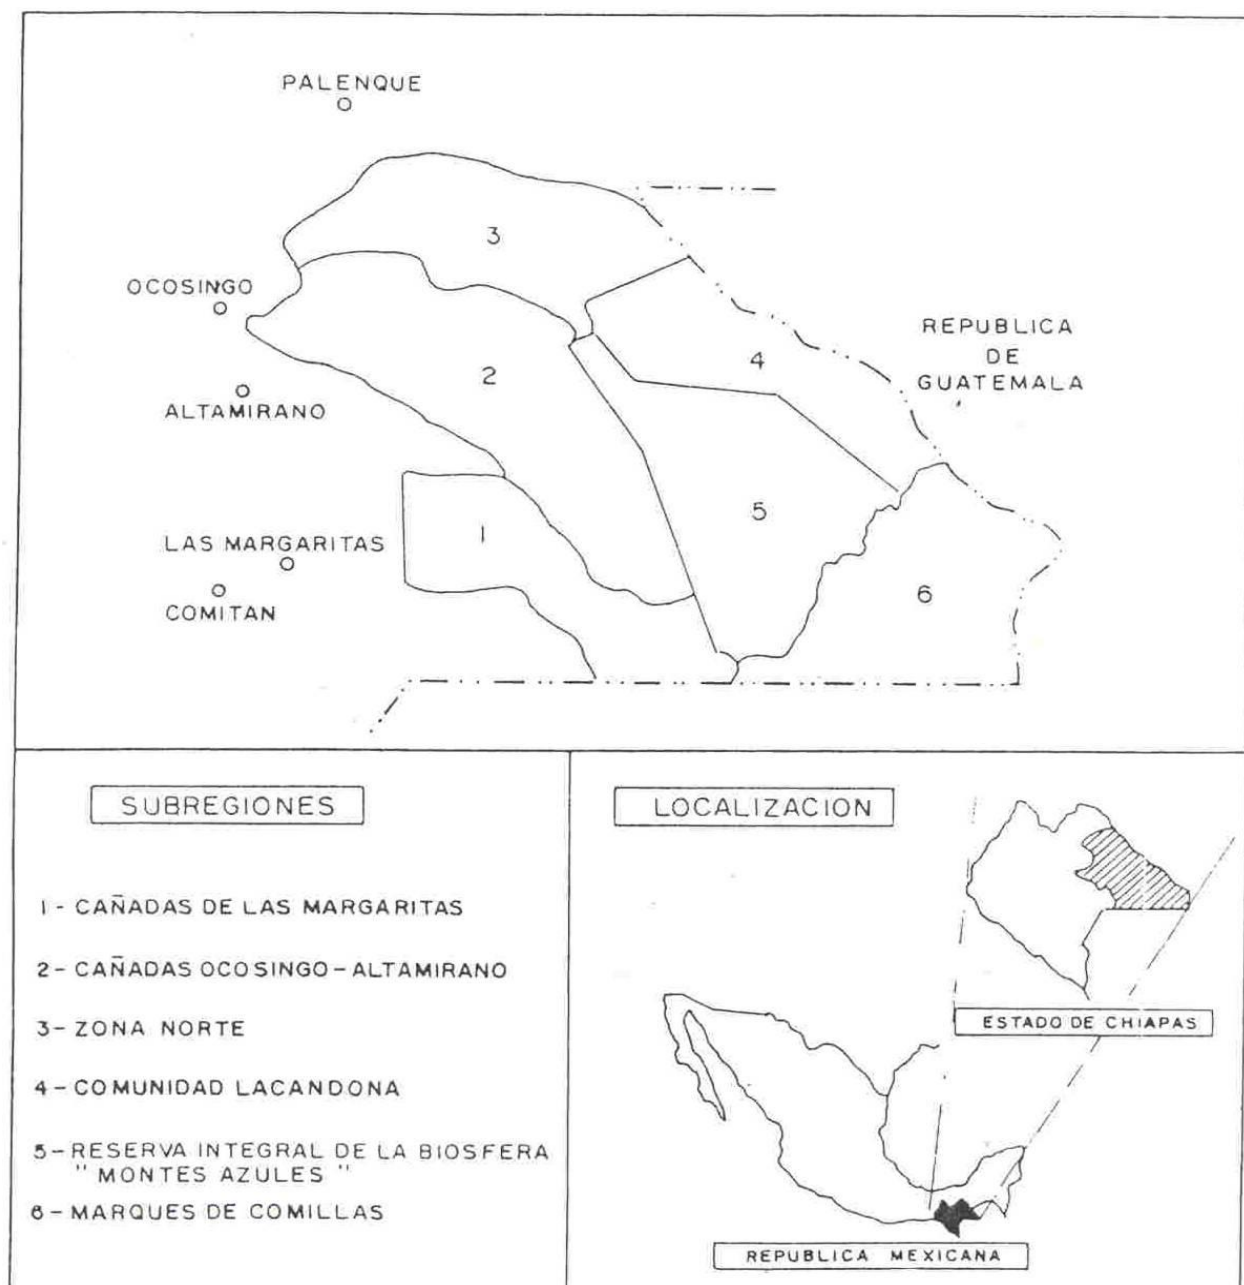 PALENQUE
3
OCOSINGO
REPUBLICA
DE
GUATEMALA
4
2
ALTAMIRANO
5
1
LAS MARGARITAS
6
COMITAN
SUBREGIONES
1- CAÑADAS DE LAS MARGARITAS
2- CAÑADAS OCOSINGO-ALTAMIRANO
3- ZONA NORTE
4- COMUNIDAD LACANDONA
5- RESERVA INTEGRAL DE LA BIOSFERA
" MONTES AZULES "
6- MARQUES DE COMILLAS
LOCALIZACION
ESTADO DE CHIAPAS
REPUBLICA MEXICANA